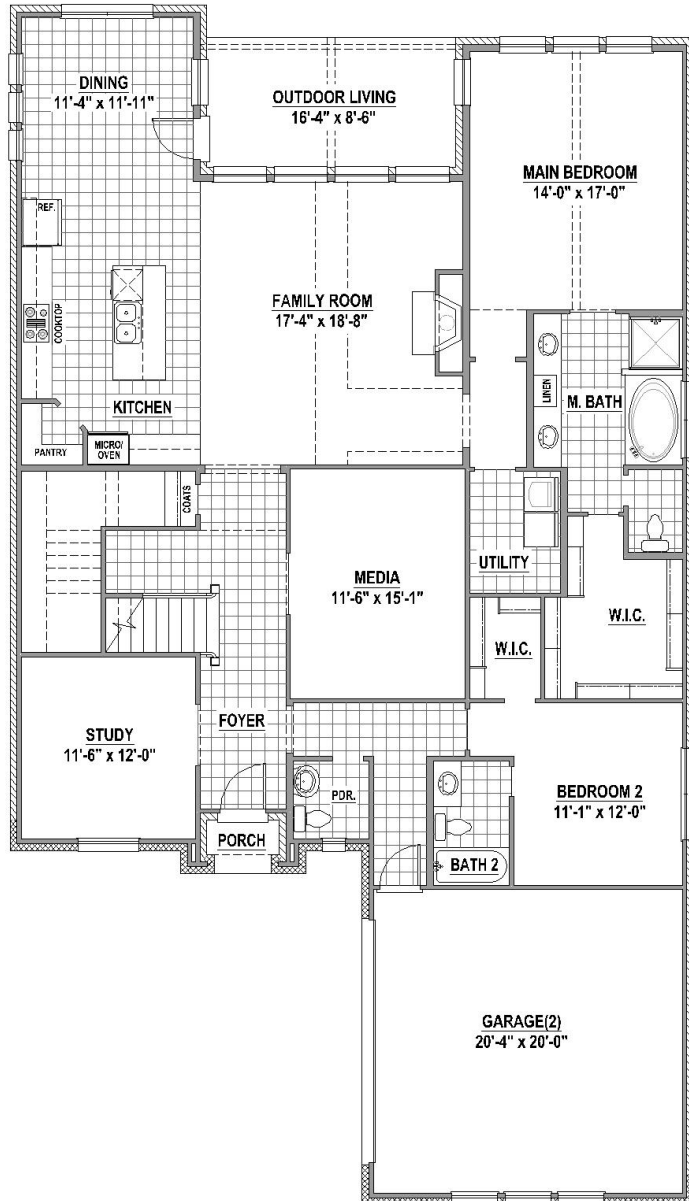 DINING
11'-4" x 11'-11"
OUTDOOR LIVING
16'-4" x 8'-6"
MAIN BEDROOM
14'-0" x 17'-0"
REF.
COOKTOP
FAMILY ROOM
17'-4" x 18'-8"
KITCHEN
LINEN
M. BATH
PANTRY
MICRO/
OVEN
COATS
UTILITY
MEDIA
11'-6" x 15'-1"
W.I.C.
W.I.C.
FOYER
STUDY
11'-6" x 12'-0"
PDR.
BEDROOM 2
11'-1" x 12'-0"
PORCH
BATH 2
GARAGE(2)
20'-4" x 20'-0"